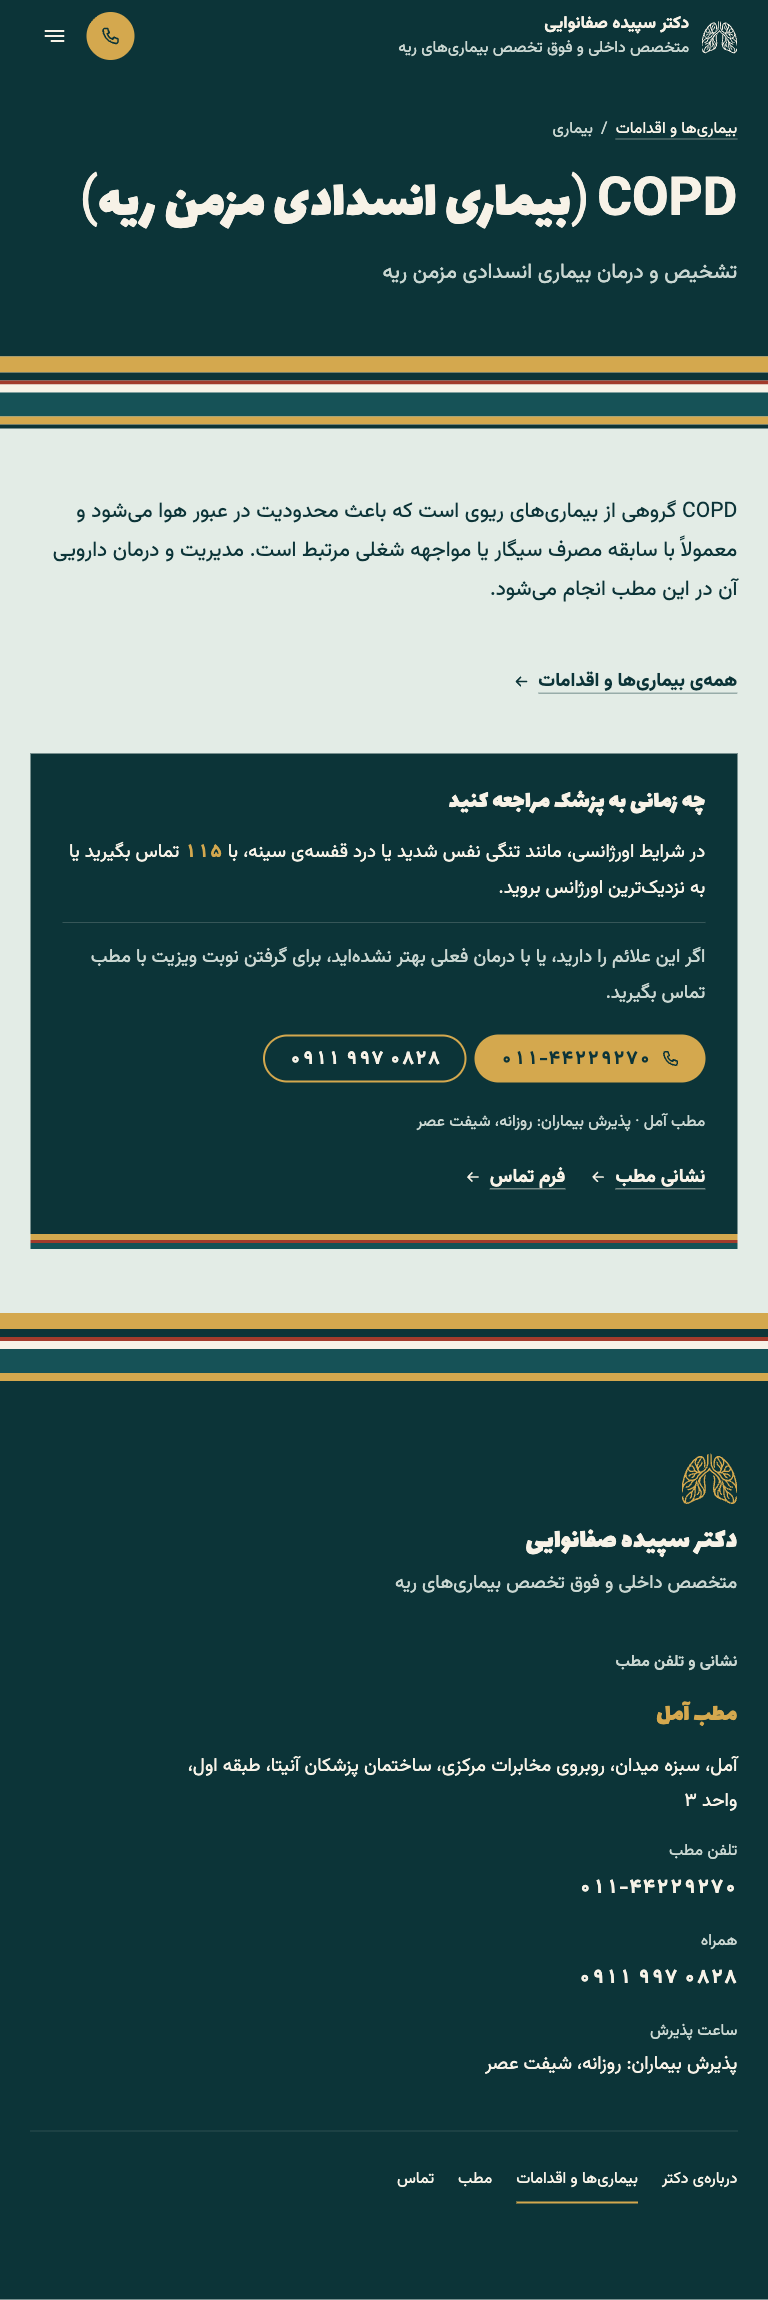 دکتر سپیده صفانوایی
متخصص داخلی و فوق تخصص بیماری‌های ریه
بیماری‌ها و اقدامات / بیماری
COPD (بیماری انسدادی مزمن ریه)
تشخیص و درمان بیماری انسدادی مزمن ریه
COPD گروهی از بیماری‌های ریوی است که باعث محدودیت در عبور هوا می‌شود و
معمولاً با سابقه مصرف سیگار یا مواجهه شغلی مرتبط است. مدیریت و درمان دارویی
آن در این مطب انجام می‌شود.
همه‌ی بیماری‌ها و اقدامات ←
چه زمانی به پزشک مراجعه کنید
در شرایط اورژانسی، مانند تنگی نفس شدید یا درد قفسه‌ی سینه، با ۱۱۵ تماس بگیرید یا
به نزدیک‌ترین اورژانس بروید.
اگر این علائم را دارید، یا با درمان فعلی بهتر نشده‌اید، برای گرفتن نوبت ویزیت با مطب
تماس بگیرید.
۰۱۱-۴۴۲۲۹۲۷۰
۰۹۱۱ ۹۹۷ ۰۸۲۸
مطب آمل · پذیرش بیماران: روزانه، شیفت عصر
نشانی مطب ← فرم تماس ←
دکتر سپیده صفانوایی
متخصص داخلی و فوق تخصص بیماری‌های ریه
نشانی و تلفن مطب
مطب آمل
آمل، سبزه میدان، روبروی مخابرات مرکزی، ساختمان پزشکان آنیتا، طبقه اول،
واحد ۳
تلفن مطب
۰۱۱-۴۴۲۲۹۲۷۰
همراه
۰۹۱۱ ۹۹۷ ۰۸۲۸
ساعت پذیرش
پذیرش بیماران: روزانه، شیفت عصر
درباره‌ی دکتر بیماری‌ها و اقدامات مطب تماس